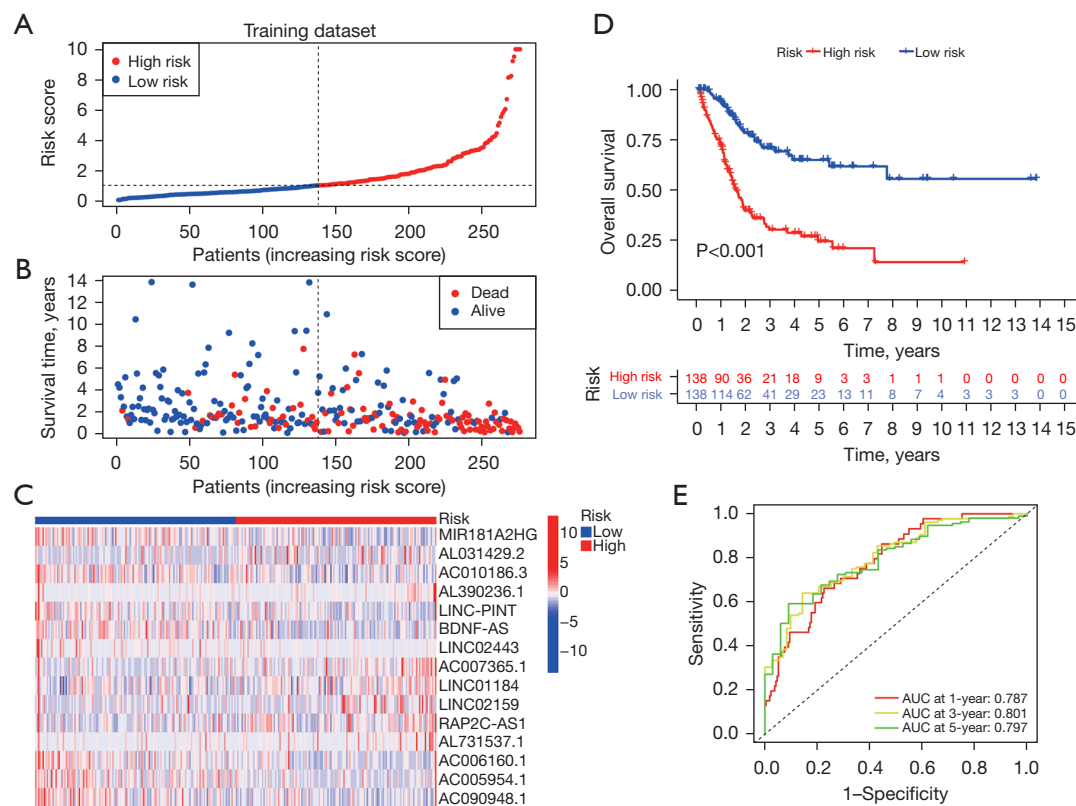 A
Training dataset
High risk
Low risk
Risk score
10
8
6
4
2
0
0 50 100 150 200 250
Patients (increasing risk score)
B
Dead
Alive
Survival time, years
14
12
10
8
6
4
2
0
0 50 100 150 200 250
Patients (increasing risk score)
C
Risk
MIR181A2HG
AL031429.2
AC010186.3
AL390236.1
LINC-PINT
BDNF-AS
LINC02443
AC007365.1
LINC01184
LINC02159
RAP2C-AS1
AL731537.1
AC006160.1
AC005954.1
AC090948.1
10
5
0
−5
−10
Risk
Low
High
D
Risk High risk Low risk
Overall survival
1.00
0.75
0.50
0.25
0.00
P<0.001
0 1 2 3 4 5 6 7 8 9 10 11 12 13 14 15
Time, years
Risk
High risk 138 90 36 21 18 9 3 3 1 1 1 0 0 0 0 0
Low risk 138 114 62 41 29 23 13 11 8 7 4 3 3 3 0 0
0 1 2 3 4 5 6 7 8 9 10 11 12 13 14 15
Time, years
E
Sensitivity
1.0
0.8
0.6
0.4
0.2
0.0
AUC at 1-year: 0.787
AUC at 3-year: 0.801
AUC at 5-year: 0.797
0.0 0.2 0.4 0.6 0.8 1.0
1−Specificity